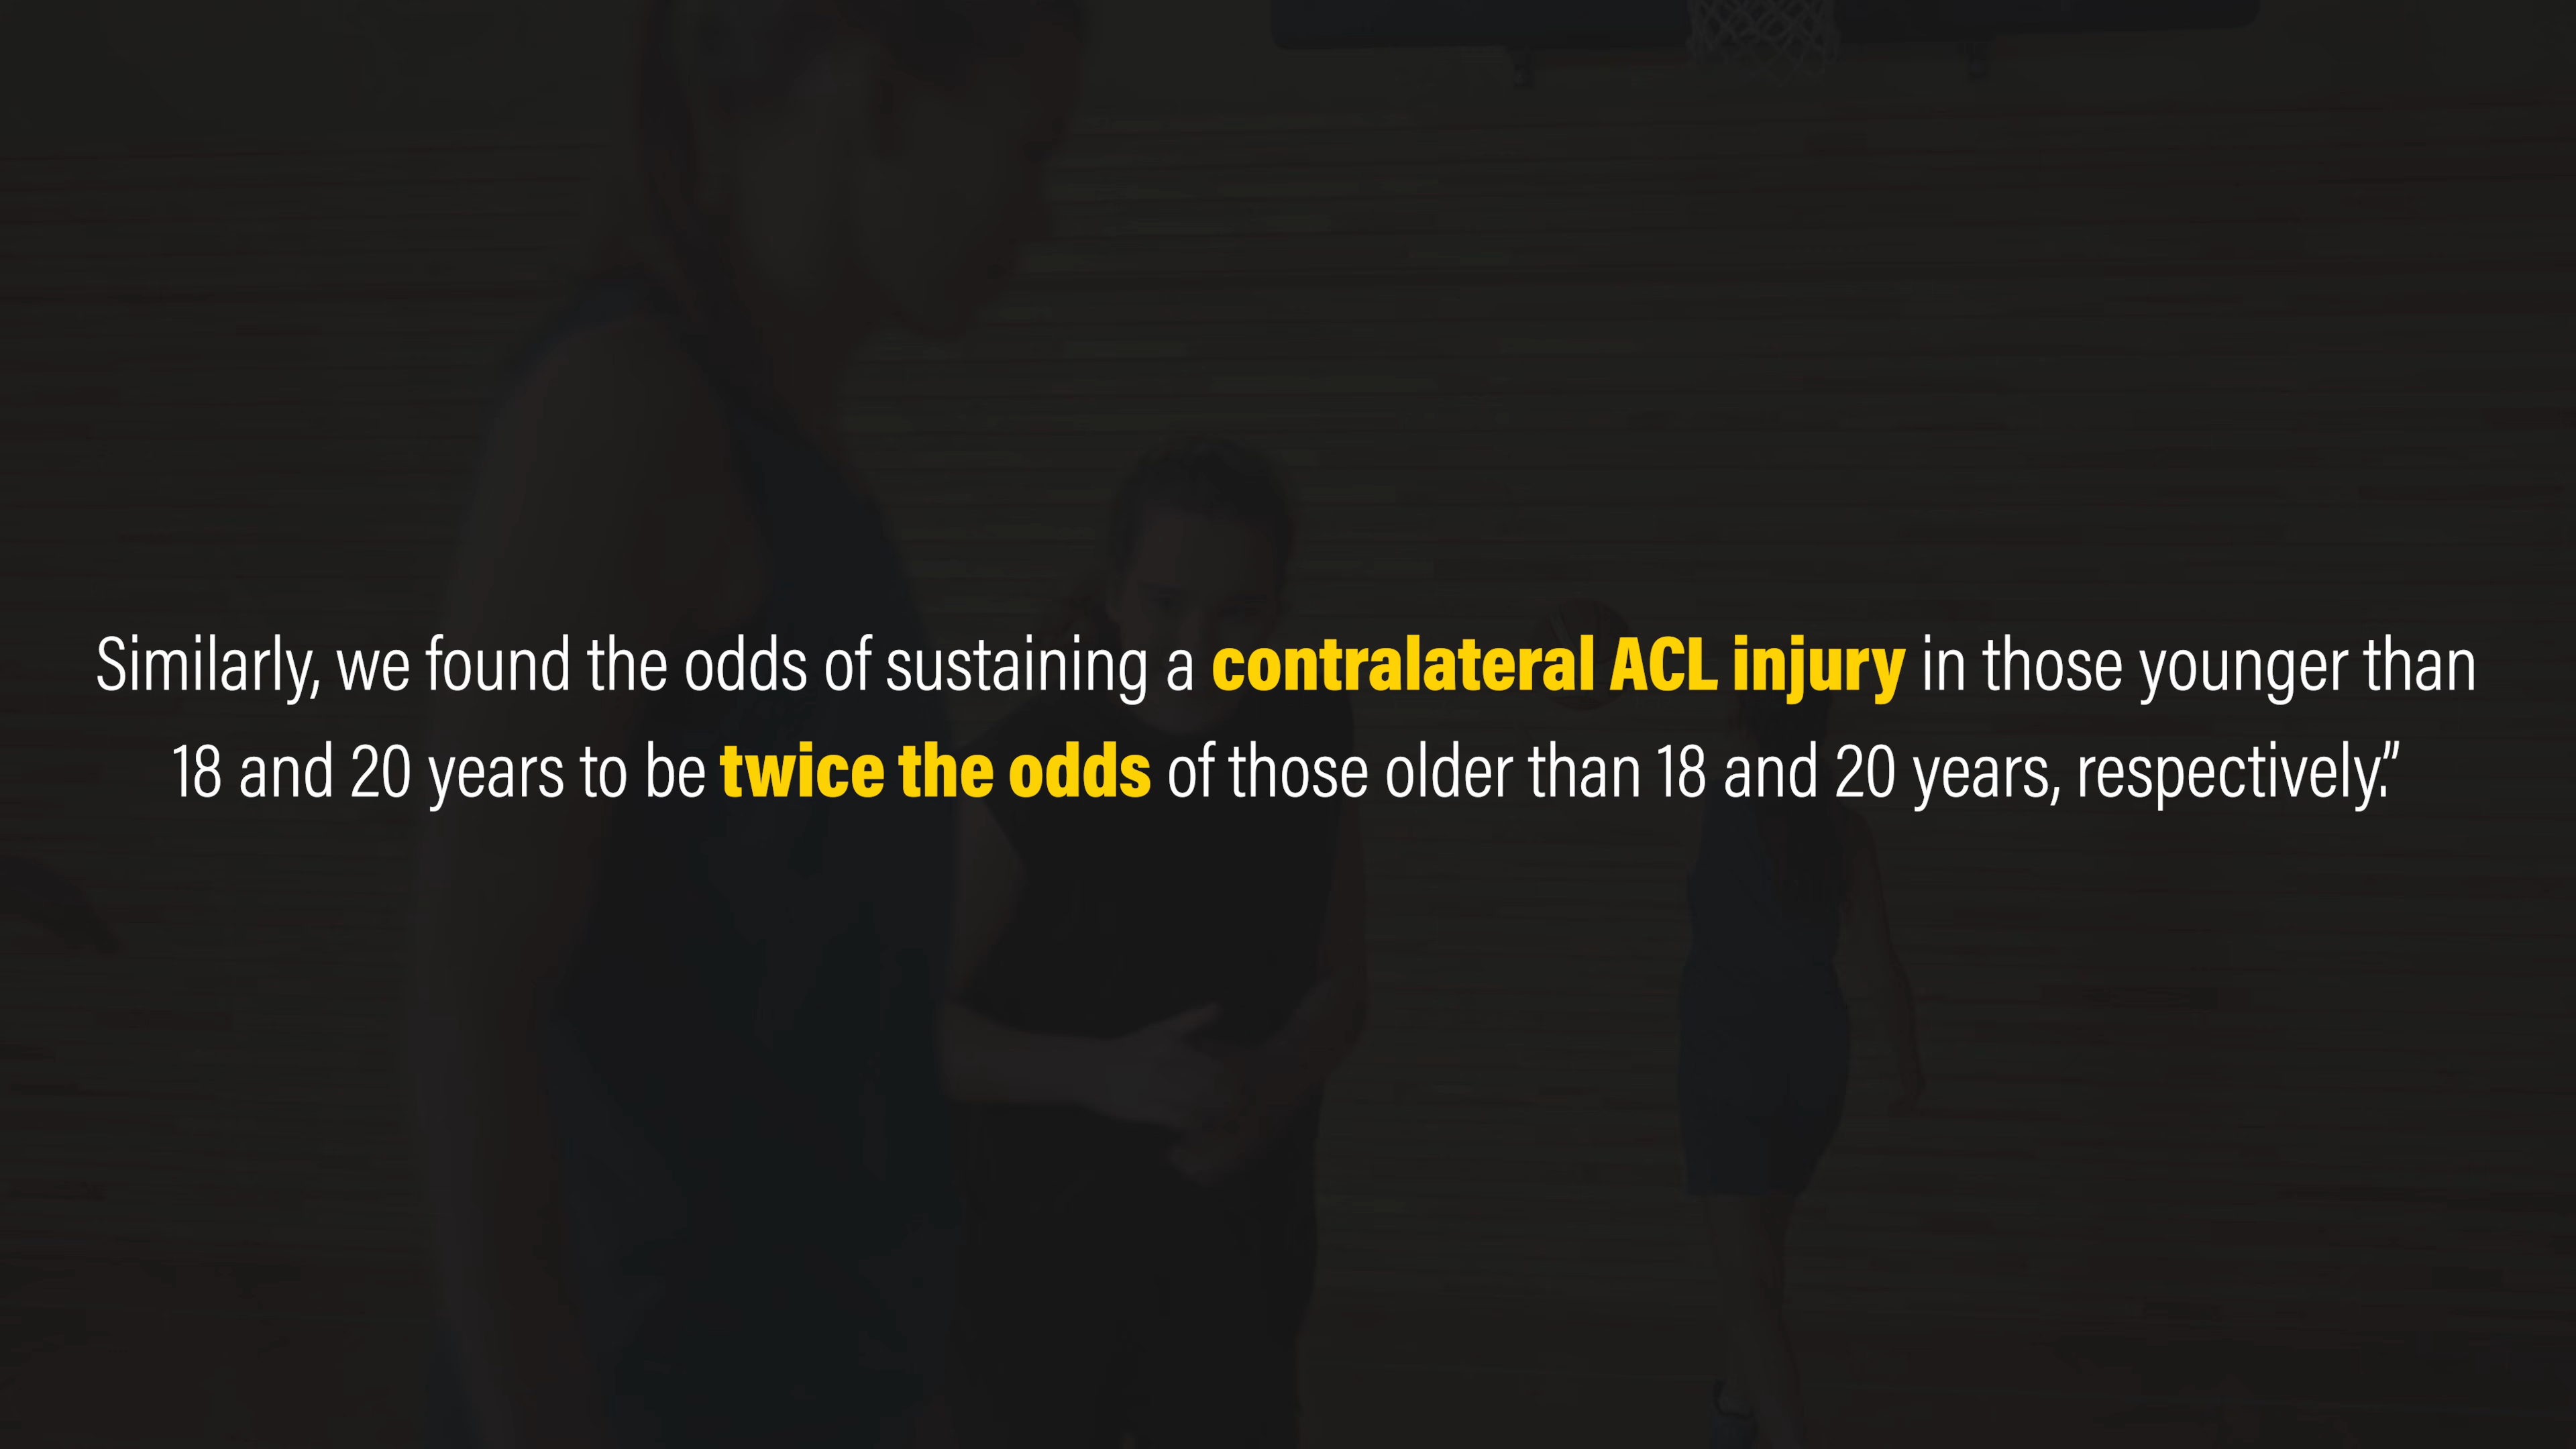 Similarly, we found the odds of sustaining a contralateral ACL injury in those younger than
18 and 20 years to be twice the odds of those older than 18 and 20 years, respectively.”